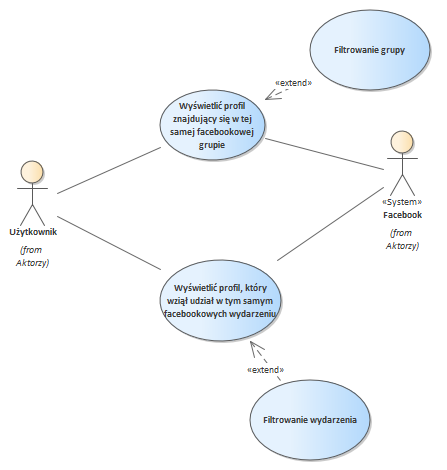 Filtrowanie grupy
«extend»
Wyświetlić profil
znajdujący się w tej
samej facebookowej
grupie
Użytkownik
(from
Aktorzy)
«System»
Facebook
(from
Aktorzy)
Wyświetlić profil, który
wziął udział w tym samym
facebookowych wydarzeniu
«extend»
Filtrowanie wydarzenia